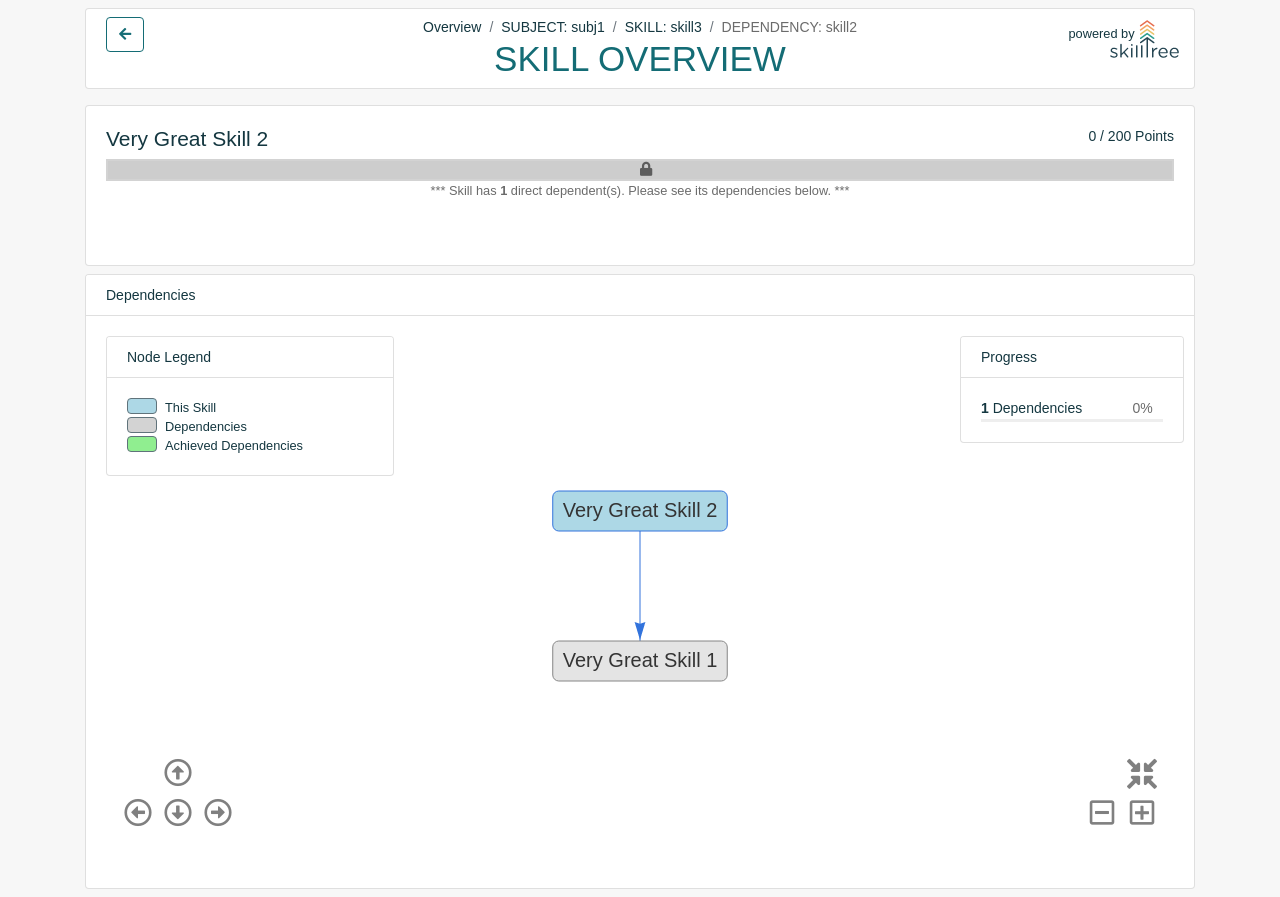 Overview / SUBJECT: subj1 / SKILL: skill3 / DEPENDENCY: skill2
SKILL OVERVIEW
powered by
skilltree
Very Great Skill 2
0 / 200 Points
*** Skill has 1 direct dependent(s). Please see its dependencies below. ***
Dependencies
Node Legend
This Skill
Dependencies
Achieved Dependencies
Progress
1 Dependencies 0%
Very Great Skill 2
Very Great Skill 1